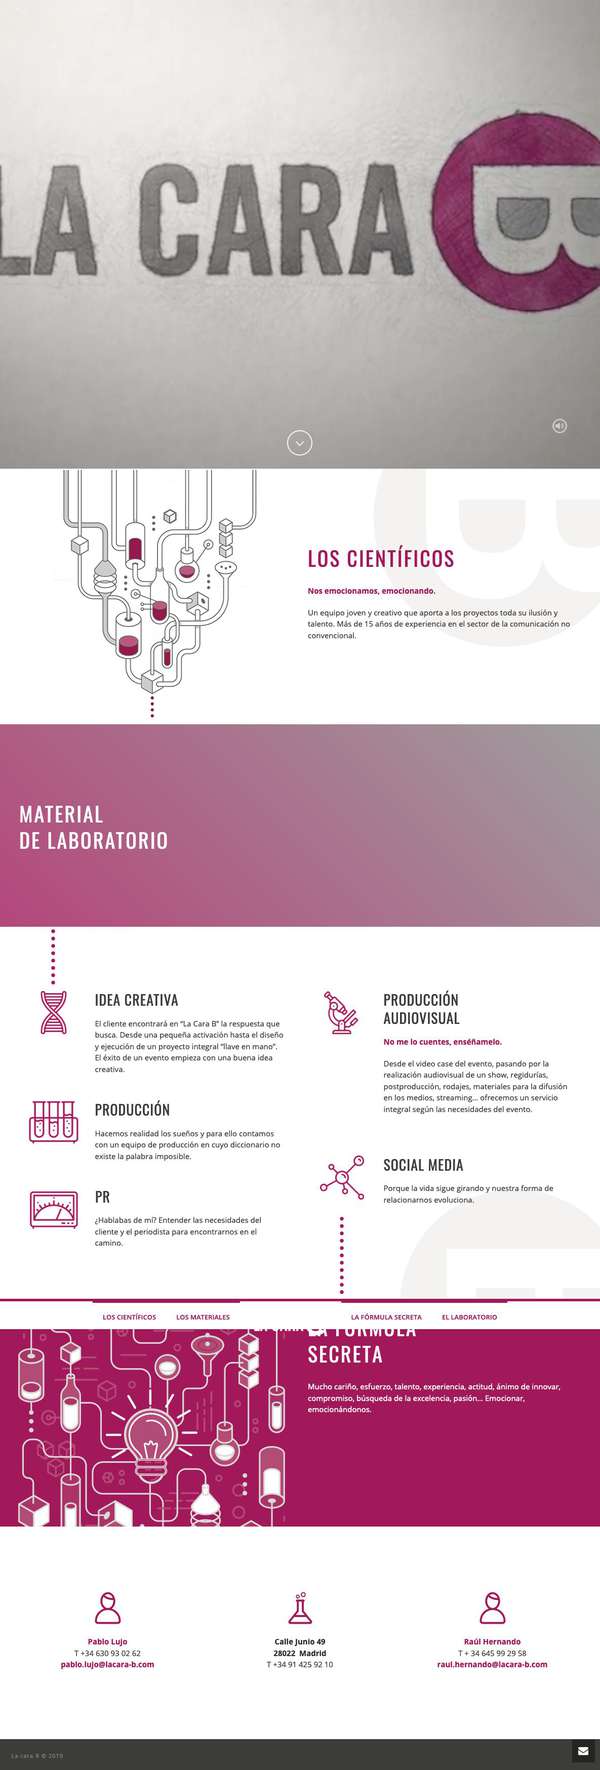 LA CARA B
LOS CIENTÍFICOS
Nos emocionamos, emocionando.
Un equipo joven y creativo que aporta a los proyectos toda su ilusión y
talento. Más de 15 años de experiencia en el sector de la comunicación no
convencional.
MATERIAL
DE LABORATORIO
IDEA CREATIVA
El cliente encontrará en “La Cara B” la respuesta que
busca. Desde una pequeña activación hasta el diseño
y ejecución de un proyecto integral “llave en mano”.
El éxito de un evento empieza con una buena idea
creativa.
PRODUCCIÓN
Hacemos realidad los sueños y para ello contamos
con un equipo de producción en cuyo diccionario no
existe la palabra imposible.
PR
¿Hablabas de mí? Entender las necesidades del
cliente y el periodista para encontrarnos en el
camino.
PRODUCCIÓN
AUDIOVISUAL
No me lo cuentes, enséñamelo.
Desde el video case del evento, pasando por la
realización audiovisual de un show, regidurías,
postproducción, rodajes, materiales para la difusión
en los medios, streaming... ofrecemos un servicio
integral según las necesidades del evento.
SOCIAL MEDIA
Porque la vida sigue girando y nuestra forma de
relacionarnos evoluciona.
LOS CIENTÍFICOS LOS MATERIALES LA FÓRMULA SECRETA EL LABORATORIO
LA FÓRMULA
SECRETA
Mucho cariño, esfuerzo, talento, experiencia, actitud, ánimo de innovar,
compromiso, búsqueda de la excelencia, pasión... Emocionar,
emocionándonos.
Pablo Lujo
T +34 630 93 02 62
pablo.lujo@lacara-b.com
Calle Junio 49
28022 Madrid
T +34 91 425 92 10
Raúl Hernando
T + 34 645 99 29 58
raul.hernando@lacara-b.com
La cara B © 2019